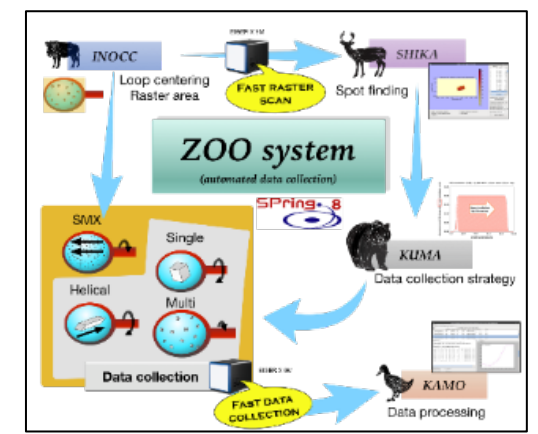 INOCC
Loop centering
Raster area
FAST RASTER
SCAN
SHIKA
Spot finding
ZOO system
(automated data collection)
SPring-8
KUMA
Data collection strategy
SMX
Single
Helical
Multi
Data collection
FAST DATA
COLLECTION
KAMO
Data processing